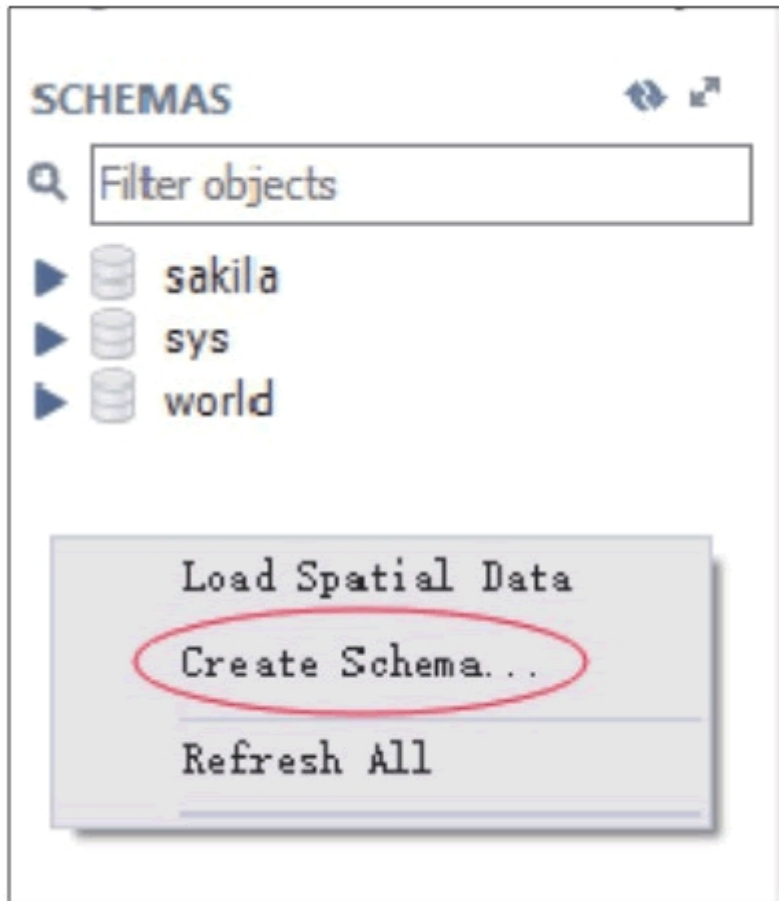 SCHEMAS
Filter objects
sakila
sys
world
Load Spatial Data
Create Schema...
Refresh All